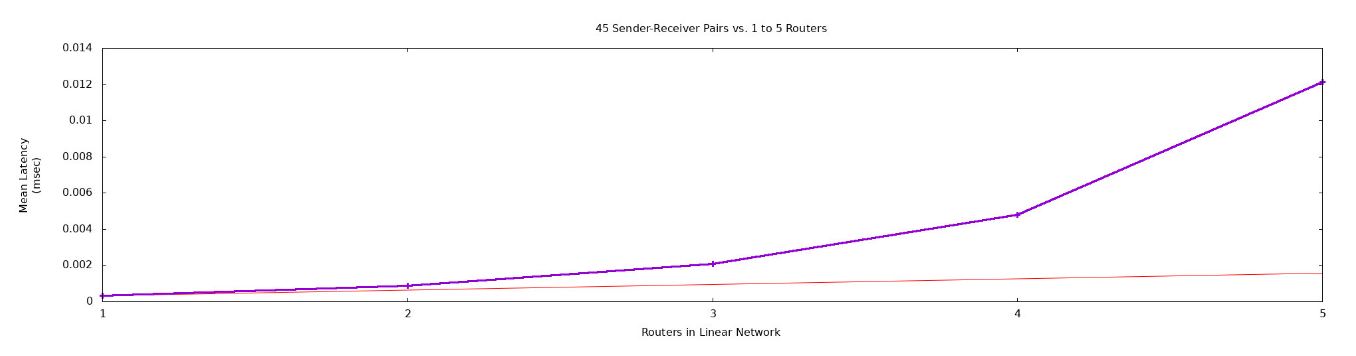 45 Sender-Receiver Pairs vs. 1 to 5 Routers
0.014
0.012
0.01
0.008
0.006
0.004
0.002
0
Mean Latency
(msec)
1 2 3 4 5
Routers in Linear Network